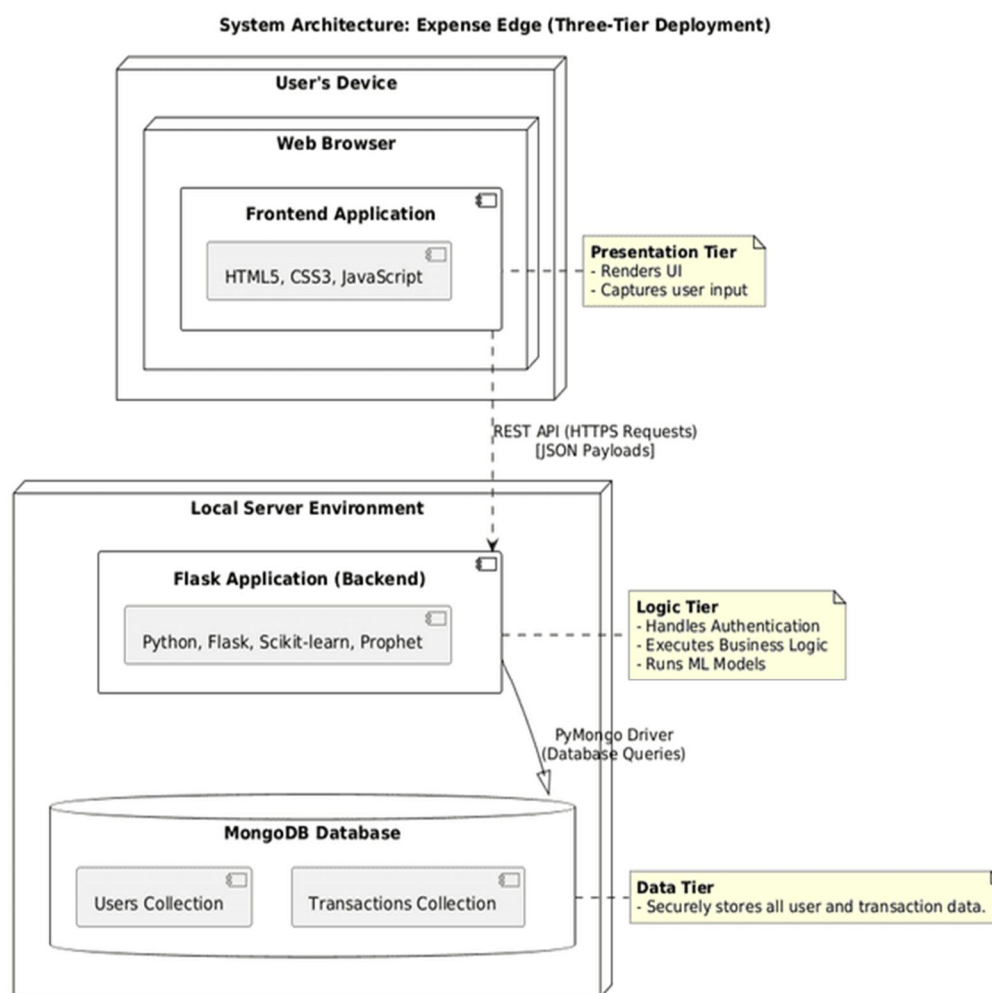 System Architecture: Expense Edge (Three-Tier Deployment)
User's Device
Web Browser
Frontend Application
HTML5, CSS3, JavaScript
Presentation Tier
- Renders UI
- Captures user input
REST API (HTTPS Requests)
[JSON Payloads]
Local Server Environment
Flask Application (Backend)
Python, Flask, Scikit-learn, Prophet
Logic Tier
- Handles Authentication
- Executes Business Logic
- Runs ML Models
PyMongo Driver
(Database Queries)
MongoDB Database
Users Collection
Transactions Collection
Data Tier
- Securely stores all user and transaction data.